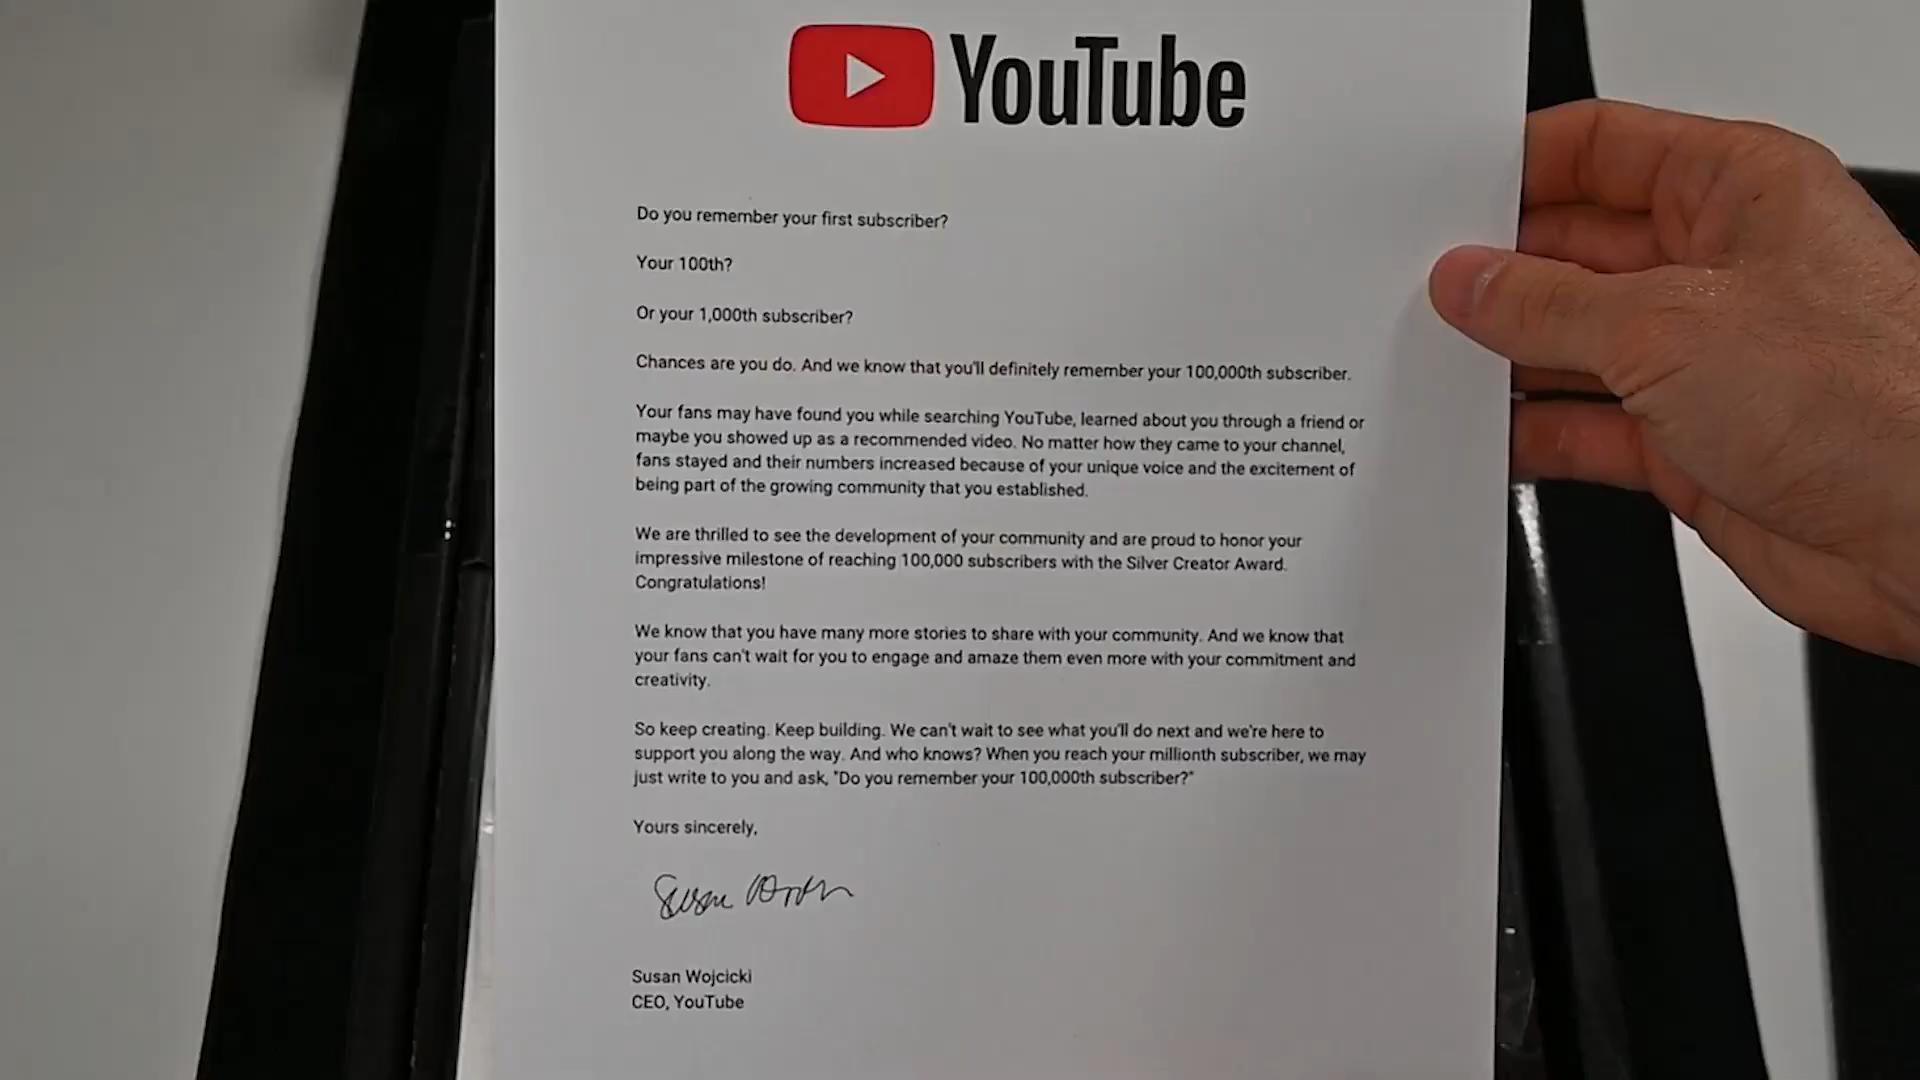 YouTube
Do you remember your first subscriber?
Your 100th?
Or your 1,000th subscriber?
Chances are you do. And we know that you'll definitely remember your 100,000th subscriber.
Your fans may have found you while searching YouTube, learned about you through a friend or
maybe you showed up as a recommended video. No matter how they came to your channel,
fans stayed and their numbers increased because of your unique voice and the excitement of
being part of the growing community that you established.
We are thrilled to see the development of your community and are proud to honor your
impressive milestone of reaching 100,000 subscribers with the Silver Creator Award.
Congratulations!
We know that you have many more stories to share with your community. And we know that
your fans can't wait for you to engage and amaze them even more with your commitment and
creativity.
So keep creating. Keep building. We can't wait to see what you'll do next and we're here to
support you along the way. And who knows? When you reach your millionth subscriber, we may
just write to you and ask, "Do you remember your 100,000th subscriber?"
Yours sincerely,
Susan
Susan Wojcicki
CEO, YouTube